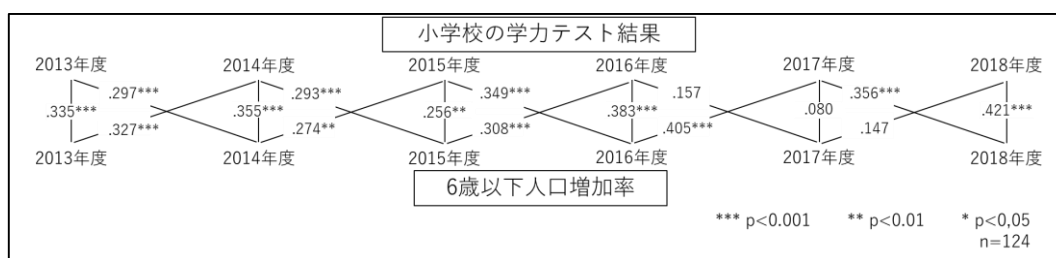 小学校の学力テスト結果
2013年度 2014年度 2015年度 2016年度 2017年度 2018年度
.297*** .293*** .349*** .157 .356***
.335*** .355*** .256** .383*** .080 .421***
.327*** .274** .308*** .405*** .147
2013年度 2014年度 2015年度 2016年度 2017年度 2018年度
6歳以下人口増加率
*** p<0.001 ** p<0.01 * p<0,05
n=124